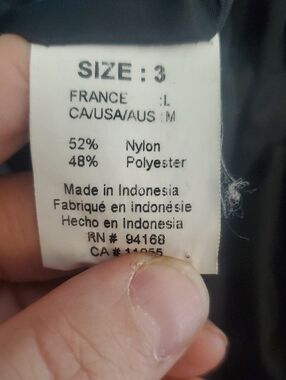 SIZE : 3
FRANCE :L
CA/USA/AUS :M
52% Nylon
48% Polyester
Made in Indonesia
Fabriqué en indonésie
Hecho en Indonesia
RN # 94168
CA #